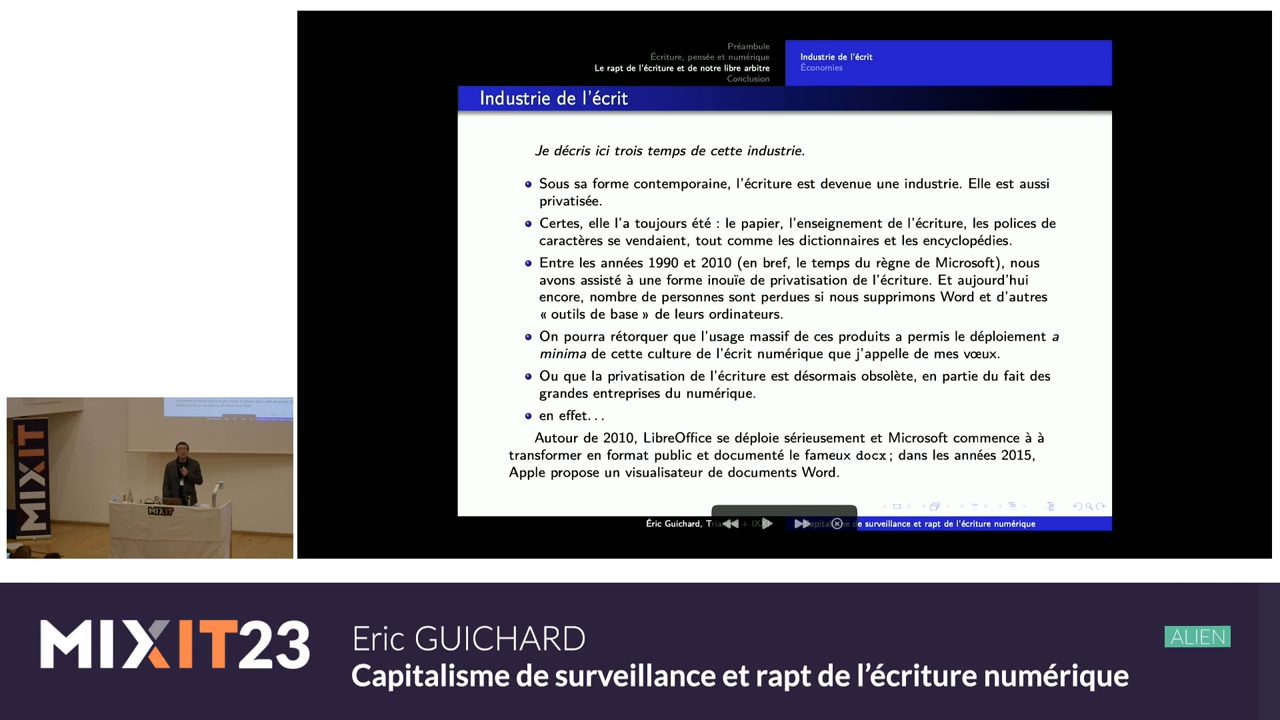 Préambule
Écriture, pensée et numérique
Le rapt de l'écriture et de notre libre arbitre
Conclusion
Industrie de l'écrit
Économies
Industrie de l'écrit
Je décris ici trois temps de cette industrie.
Sous sa forme contemporaine, l'écriture est devenue une industrie. Elle est aussi
privatisée.
Certes, elle l'a toujours été : le papier, l'enseignement de l'écriture, les polices de
caractères se vendaient, tout comme les dictionnaires et les encyclopédies.
Entre les années 1990 et 2010 (en bref, le temps du règne de Microsoft), nous
avons assisté à une forme inouïe de privatisation de l'écriture. Et aujourd'hui
encore, nombre de personnes sont perdues si nous supprimons Word et d'autres
« outils de base » de leurs ordinateurs.
On pourra rétorquer que l'usage massif de ces produits a permis le déploiement a
minima de cette culture de l'écrit numérique que j'appelle de mes vœux.
Ou que la privatisation de l'écriture est désormais obsolète, en partie du fait des
grandes entreprises du numérique.
en effet. . .
Autour de 2010, LibreOffice se déploie sérieusement et Microsoft commence à à
transformer en format public et documenté le fameux docx ; dans les années 2015,
Apple propose un visualisateur de documents Word.
Éric Guichard, de surveillance et rapt de l'écriture numérique
MIXIT
MIXIT
MIXIT23
Eric GUICHARD
Capitalisme de surveillance et rapt de l'écriture numérique
ALIEN